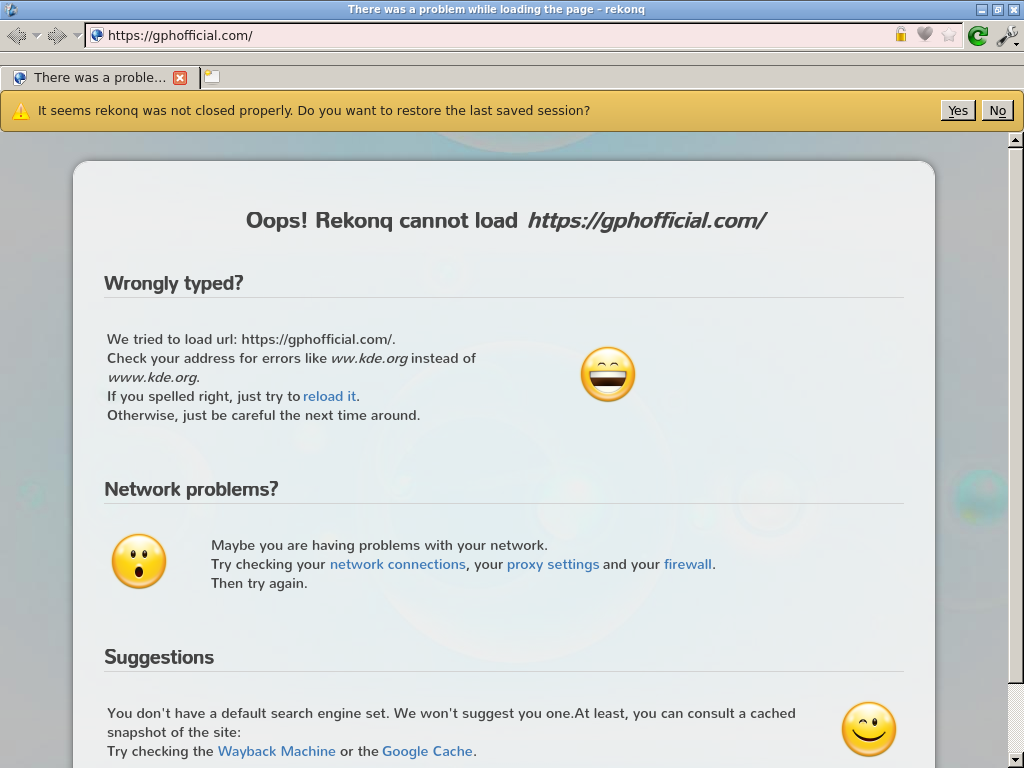 There was a problem while loading the page – rekonq
https://gphofficial.com/
There was a proble...
It seems rekonq was not closed properly. Do you want to restore the last saved session?
Yes
No
Oops! Rekonq cannot load https://gphofficial.com/
Wrongly typed?
We tried to load url: https://gphofficial.com/.
Check your address for errors like ww.kde.org instead of
www.kde.org.
If you spelled right, just try to reload it.
Otherwise, just be careful the next time around.
Network problems?
Maybe you are having problems with your network.
Try checking your network connections, your proxy settings and your firewall.
Then try again.
Suggestions
You don't have a default search engine set. We won't suggest you one.At least, you can consult a cached
snapshot of the site:
Try checking the Wayback Machine or the Google Cache.